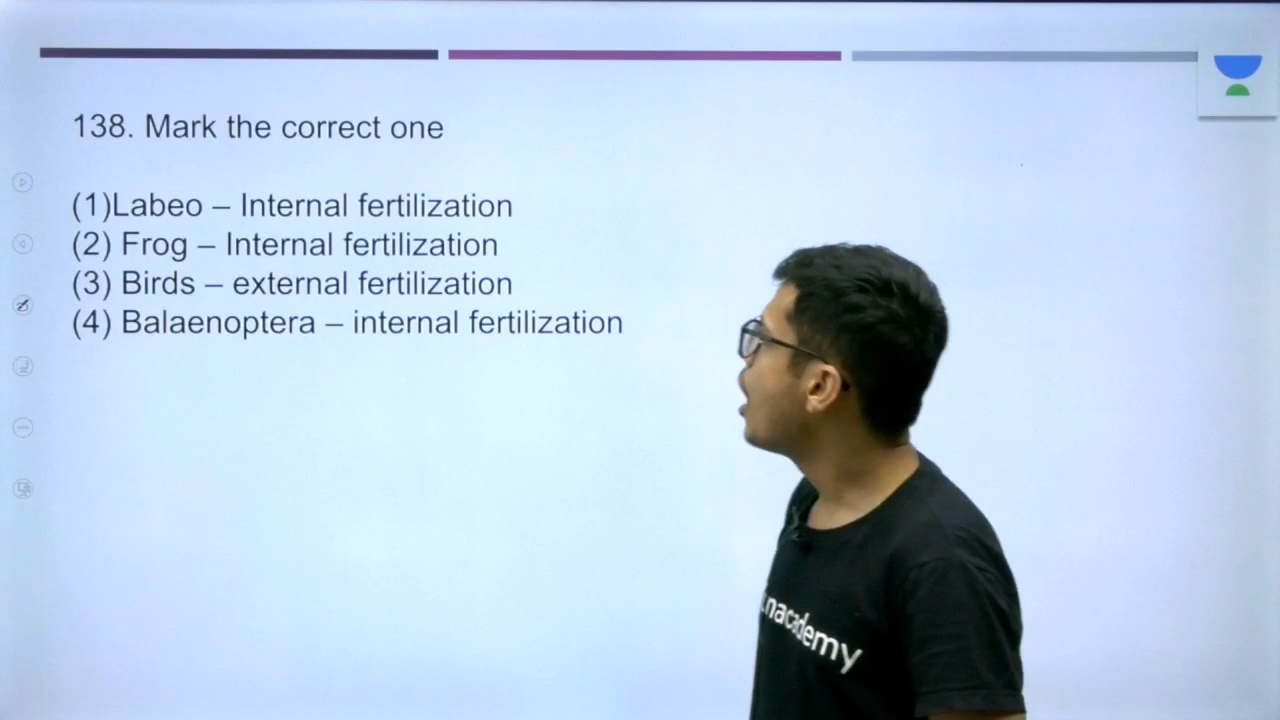 138. Mark the correct one
(1)Labeo – Internal fertilization
(2) Frog – Internal fertilization
(3) Birds – external fertilization
(4) Balaenoptera – internal fertilization
unacademy